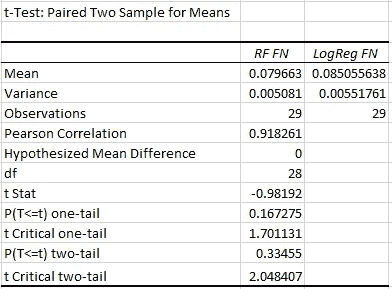 t-Test: Paired Two Sample for Means
RF FN LogReg FN
Mean 0.079663 0.085055638
Variance 0.005081 0.00551761
Observations 29 29
Pearson Correlation 0.918261
Hypothesized Mean Difference 0
df 28
t Stat -0.98192
P(T<=t) one-tail 0.167275
t Critical one-tail 1.701131
P(T<=t) two-tail 0.33455
t Critical two-tail 2.048407